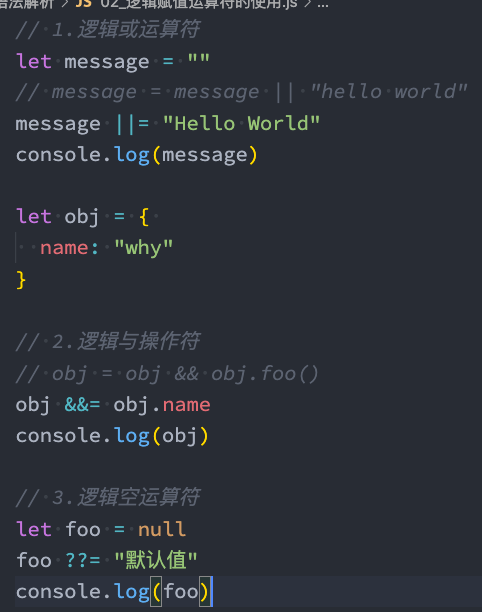 语法解析 > JS 02_逻辑赋值运算符的使用.js > ...
// 1.逻辑或运算符
let message = ""
// message = message || "hello world"
message ||= "Hello World"
console.log(message)
let obj = {
  name: "why"
}
// 2.逻辑与操作符
// obj = obj && obj.foo()
obj &&= obj.name
console.log(obj)
// 3.逻辑空运算符
let foo = null
foo ??= "默认值"
console.log(foo)